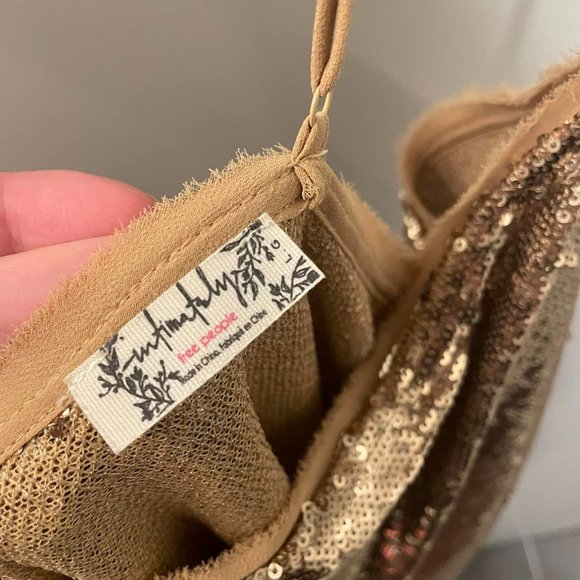 intimately
free people
Made in China. Fabriqué en Chine